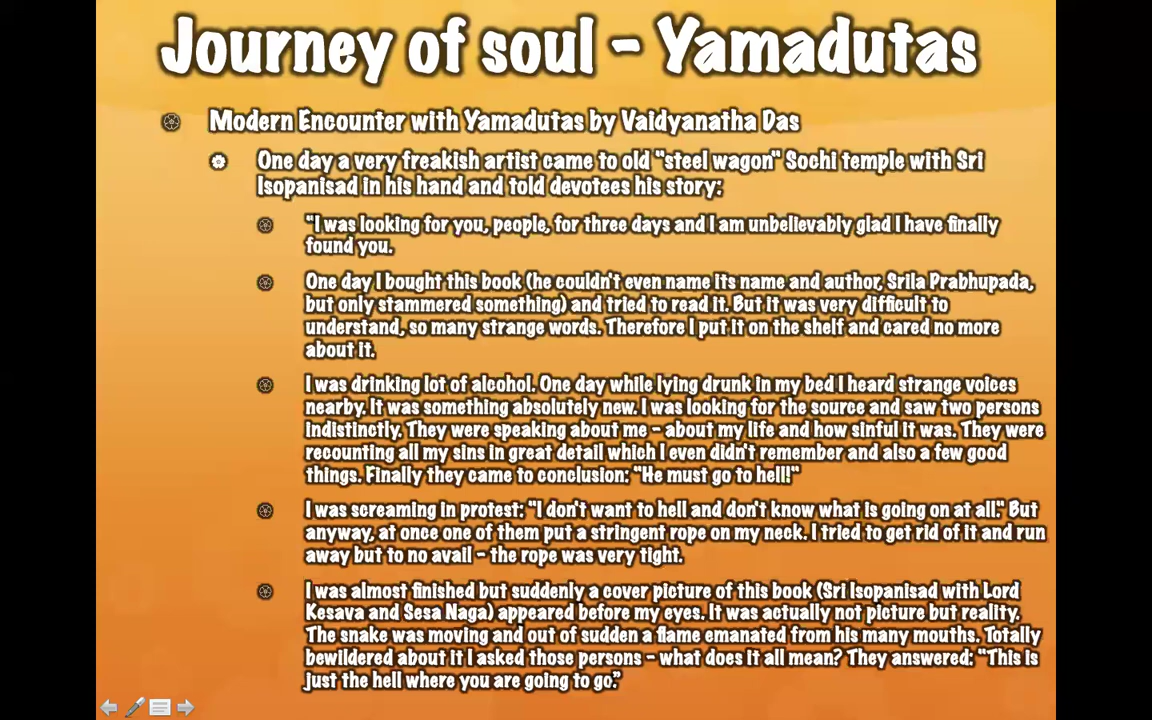 Journey of soul - Yamadutas
Modern Encounter with Yamadutas by Vaidyanatha Das
One day a very freakish artist came to old "steel wagon" Sochi temple with Sri
Isopanisad in his hand and told devotees his story:
"I was looking for you, people, for three days and I am unbelievably glad I have finally
found you.
One day I bought this book (he couldn't even name its name and author, Srila Prabhupada,
but only stammered something) and tried to read it. But it was very difficult to
understand, so many strange words. Therefore I put it on the shelf and cared no more
about it.
I was drinking lot of alcohol. One day while lying drunk in my bed I heard strange voices
nearby. It was something absolutely new. I was looking for the source and saw two persons
indistinctly. They were speaking about me - about my life and how sinful it was. They were
recounting all my sins in great detail which I even didn't remember and also a few good
things. Finally they came to conclusion: "He must go to hell!"
I was screaming in protest: "I don't want to hell and don't know what is going on at all." But
anyway, at once one of them put a stringent rope on my neck. I tried to get rid of it and run
away but to no avail - the rope was very tight.
I was almost finished but suddenly a cover picture of this book (Sri Isopanisad with Lord
Kesava and Sesa Naga) appeared before my eyes. It was actually not picture but reality.
The snake was moving and out of sudden a flame emanated from his many mouths. Totally
bewildered about it I asked those persons - what does it all mean? They answered: "This is
just the hell where you are going to go."